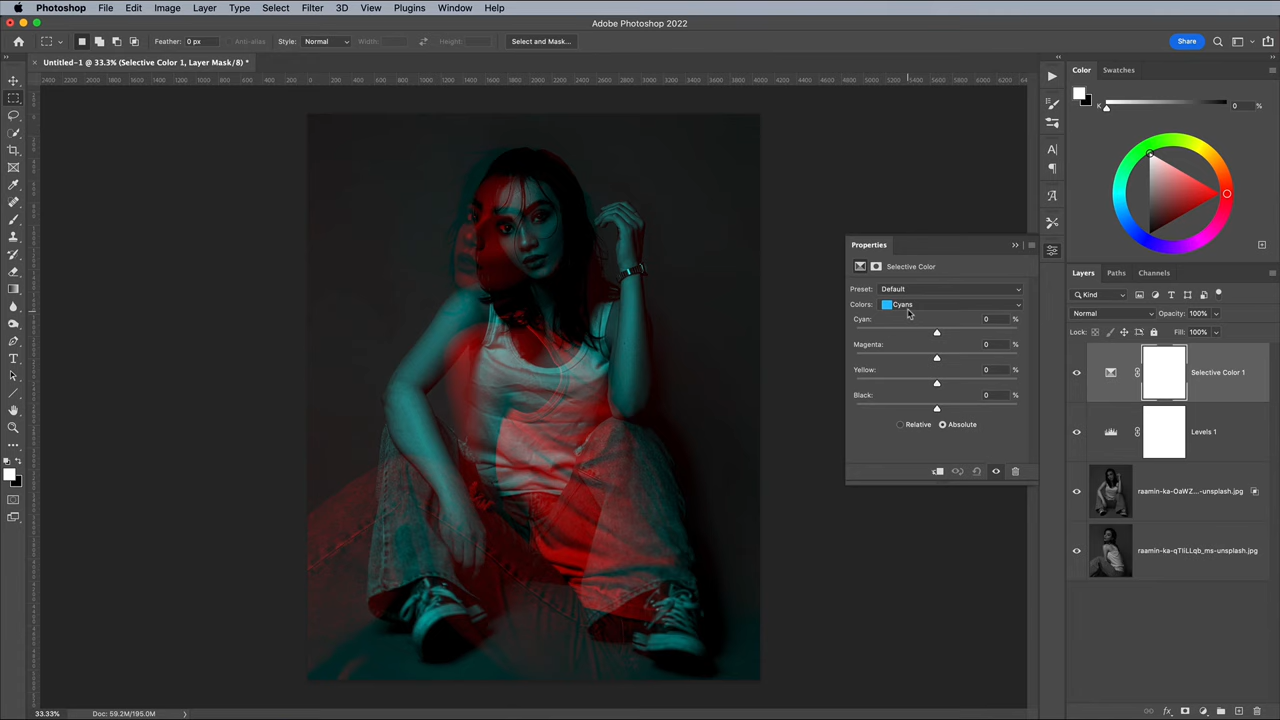 Photoshop File Edit Image Layer Type Select Filter 3D View Plugins Window Help
Adobe Photoshop 2022
Feather: 0 px Anti-alias Style: Normal Width: Height: Select and Mask... Share
Untitled-1 @ 33.3% (Selective Color 1, Layer Mask/8) *
Color Swatches
K 0 %
Properties
Selective Color
Preset: Default
Colors: Cyans
Cyan: 0 %
Magenta: 0 %
Yellow: 0 %
Black: 0 %
Relative Absolute
Layers Paths Channels
Kind
Normal Opacity: 100%
Lock: Fill: 100%
Selective Color 1
Levels 1
raamin-ka-OaWZ...-unsplash.jpg
raamin-ka-qTliLLqb_ms-unsplash.jpg
33.33% Doc: 59.2M/195.0M